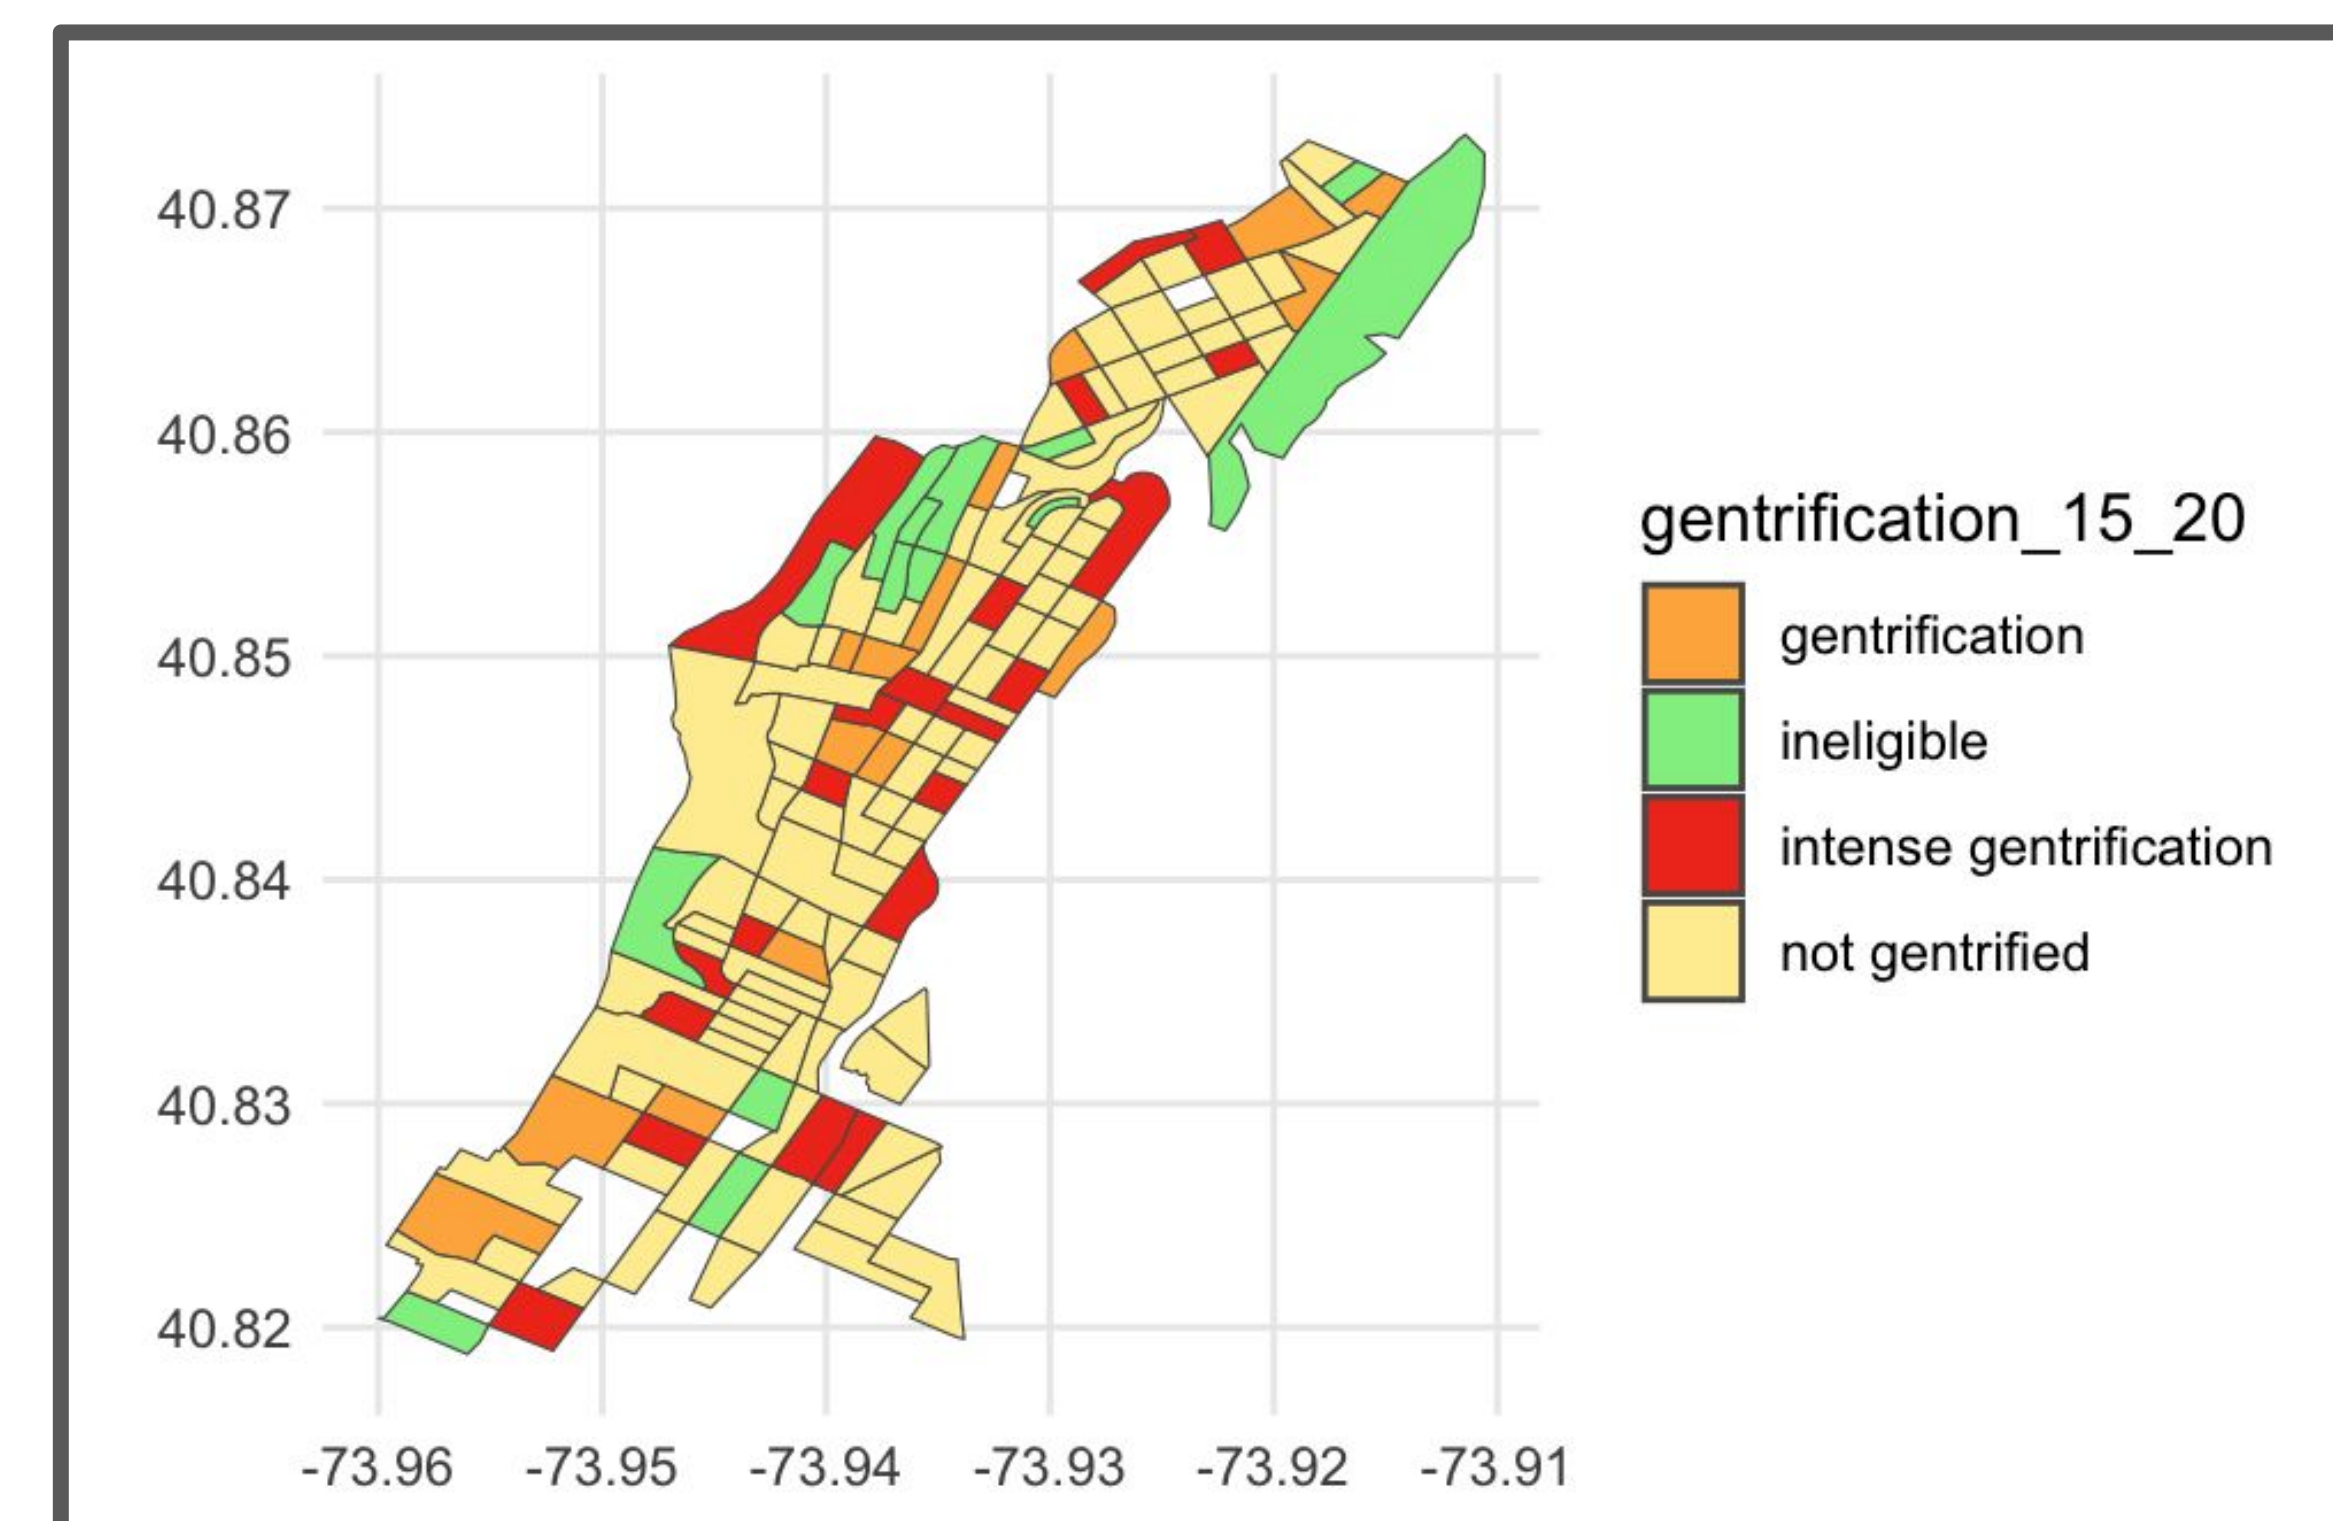 40.87
40.86
40.85
40.84
40.83
40.82
-73.96 -73.95 -73.94 -73.93 -73.92 -73.91
gentrification_15_20
gentrification
ineligible
intense gentrification
not gentrified